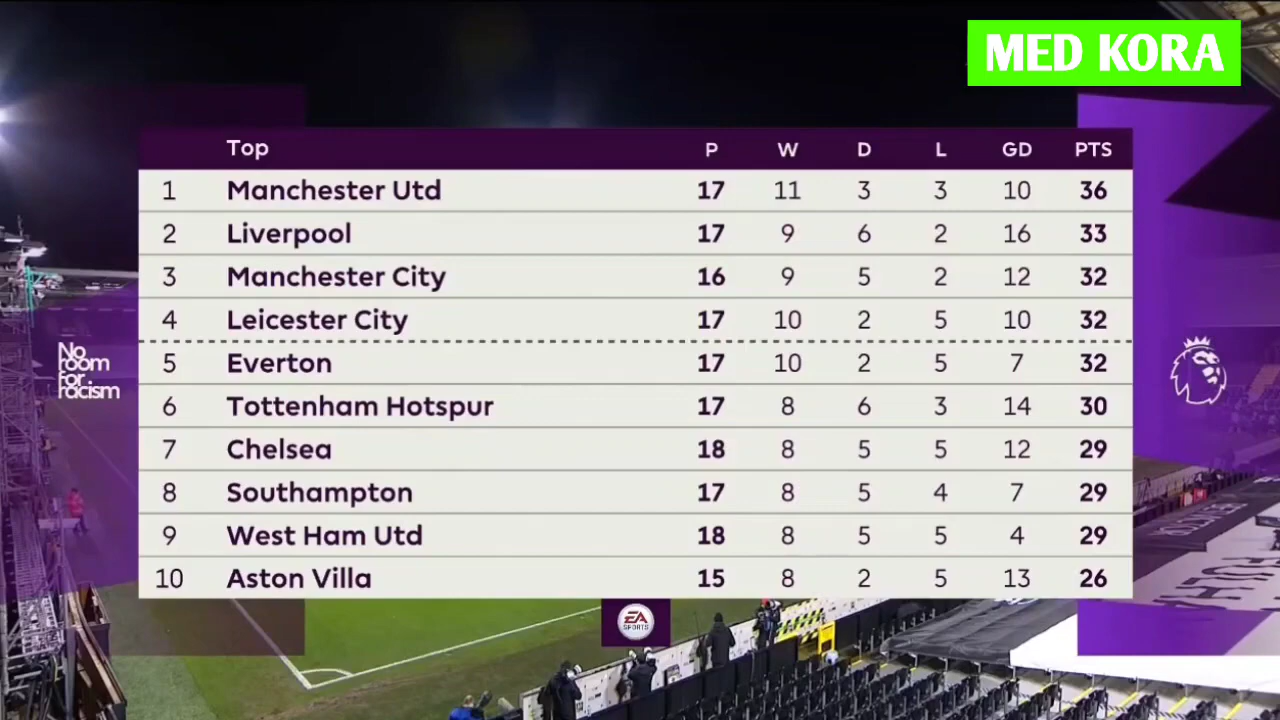 MED KORA
Top P W D L GD PTS
1 Manchester Utd 17 11 3 3 10 36
2 Liverpool 17 9 6 2 16 33
3 Manchester City 16 9 5 2 12 32
4 Leicester City 17 10 2 5 10 32
5 Everton 17 10 2 5 7 32
6 Tottenham Hotspur 17 8 6 3 14 30
7 Chelsea 18 8 5 5 12 29
8 Southampton 17 8 5 4 7 29
9 West Ham Utd 18 8 5 5 4 29
10 Aston Villa 15 8 2 5 13 26
No
room
for
racism
EA
SPORTS